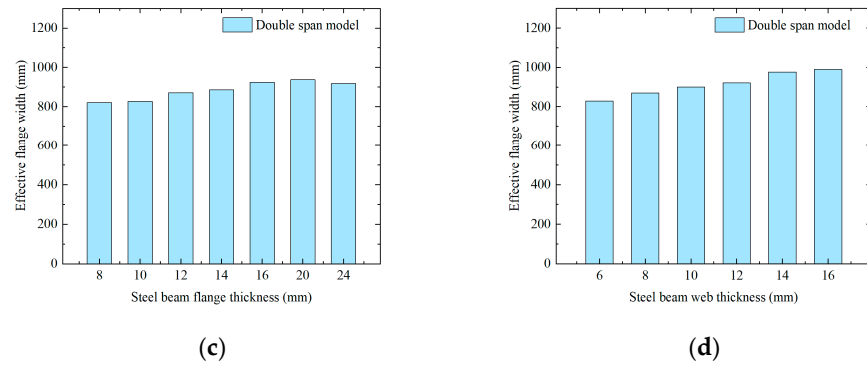 Double span model
Effective flange width (mm)
1200
1000
800
600
400
200
0
8 10 12 14 16 20 24
Steel beam flange thickness (mm)
(c)
Double span model
Effective flange width (mm)
1200
1000
800
600
400
200
0
6 8 10 12 14 16
Steel beam web thickness (mm)
(d)